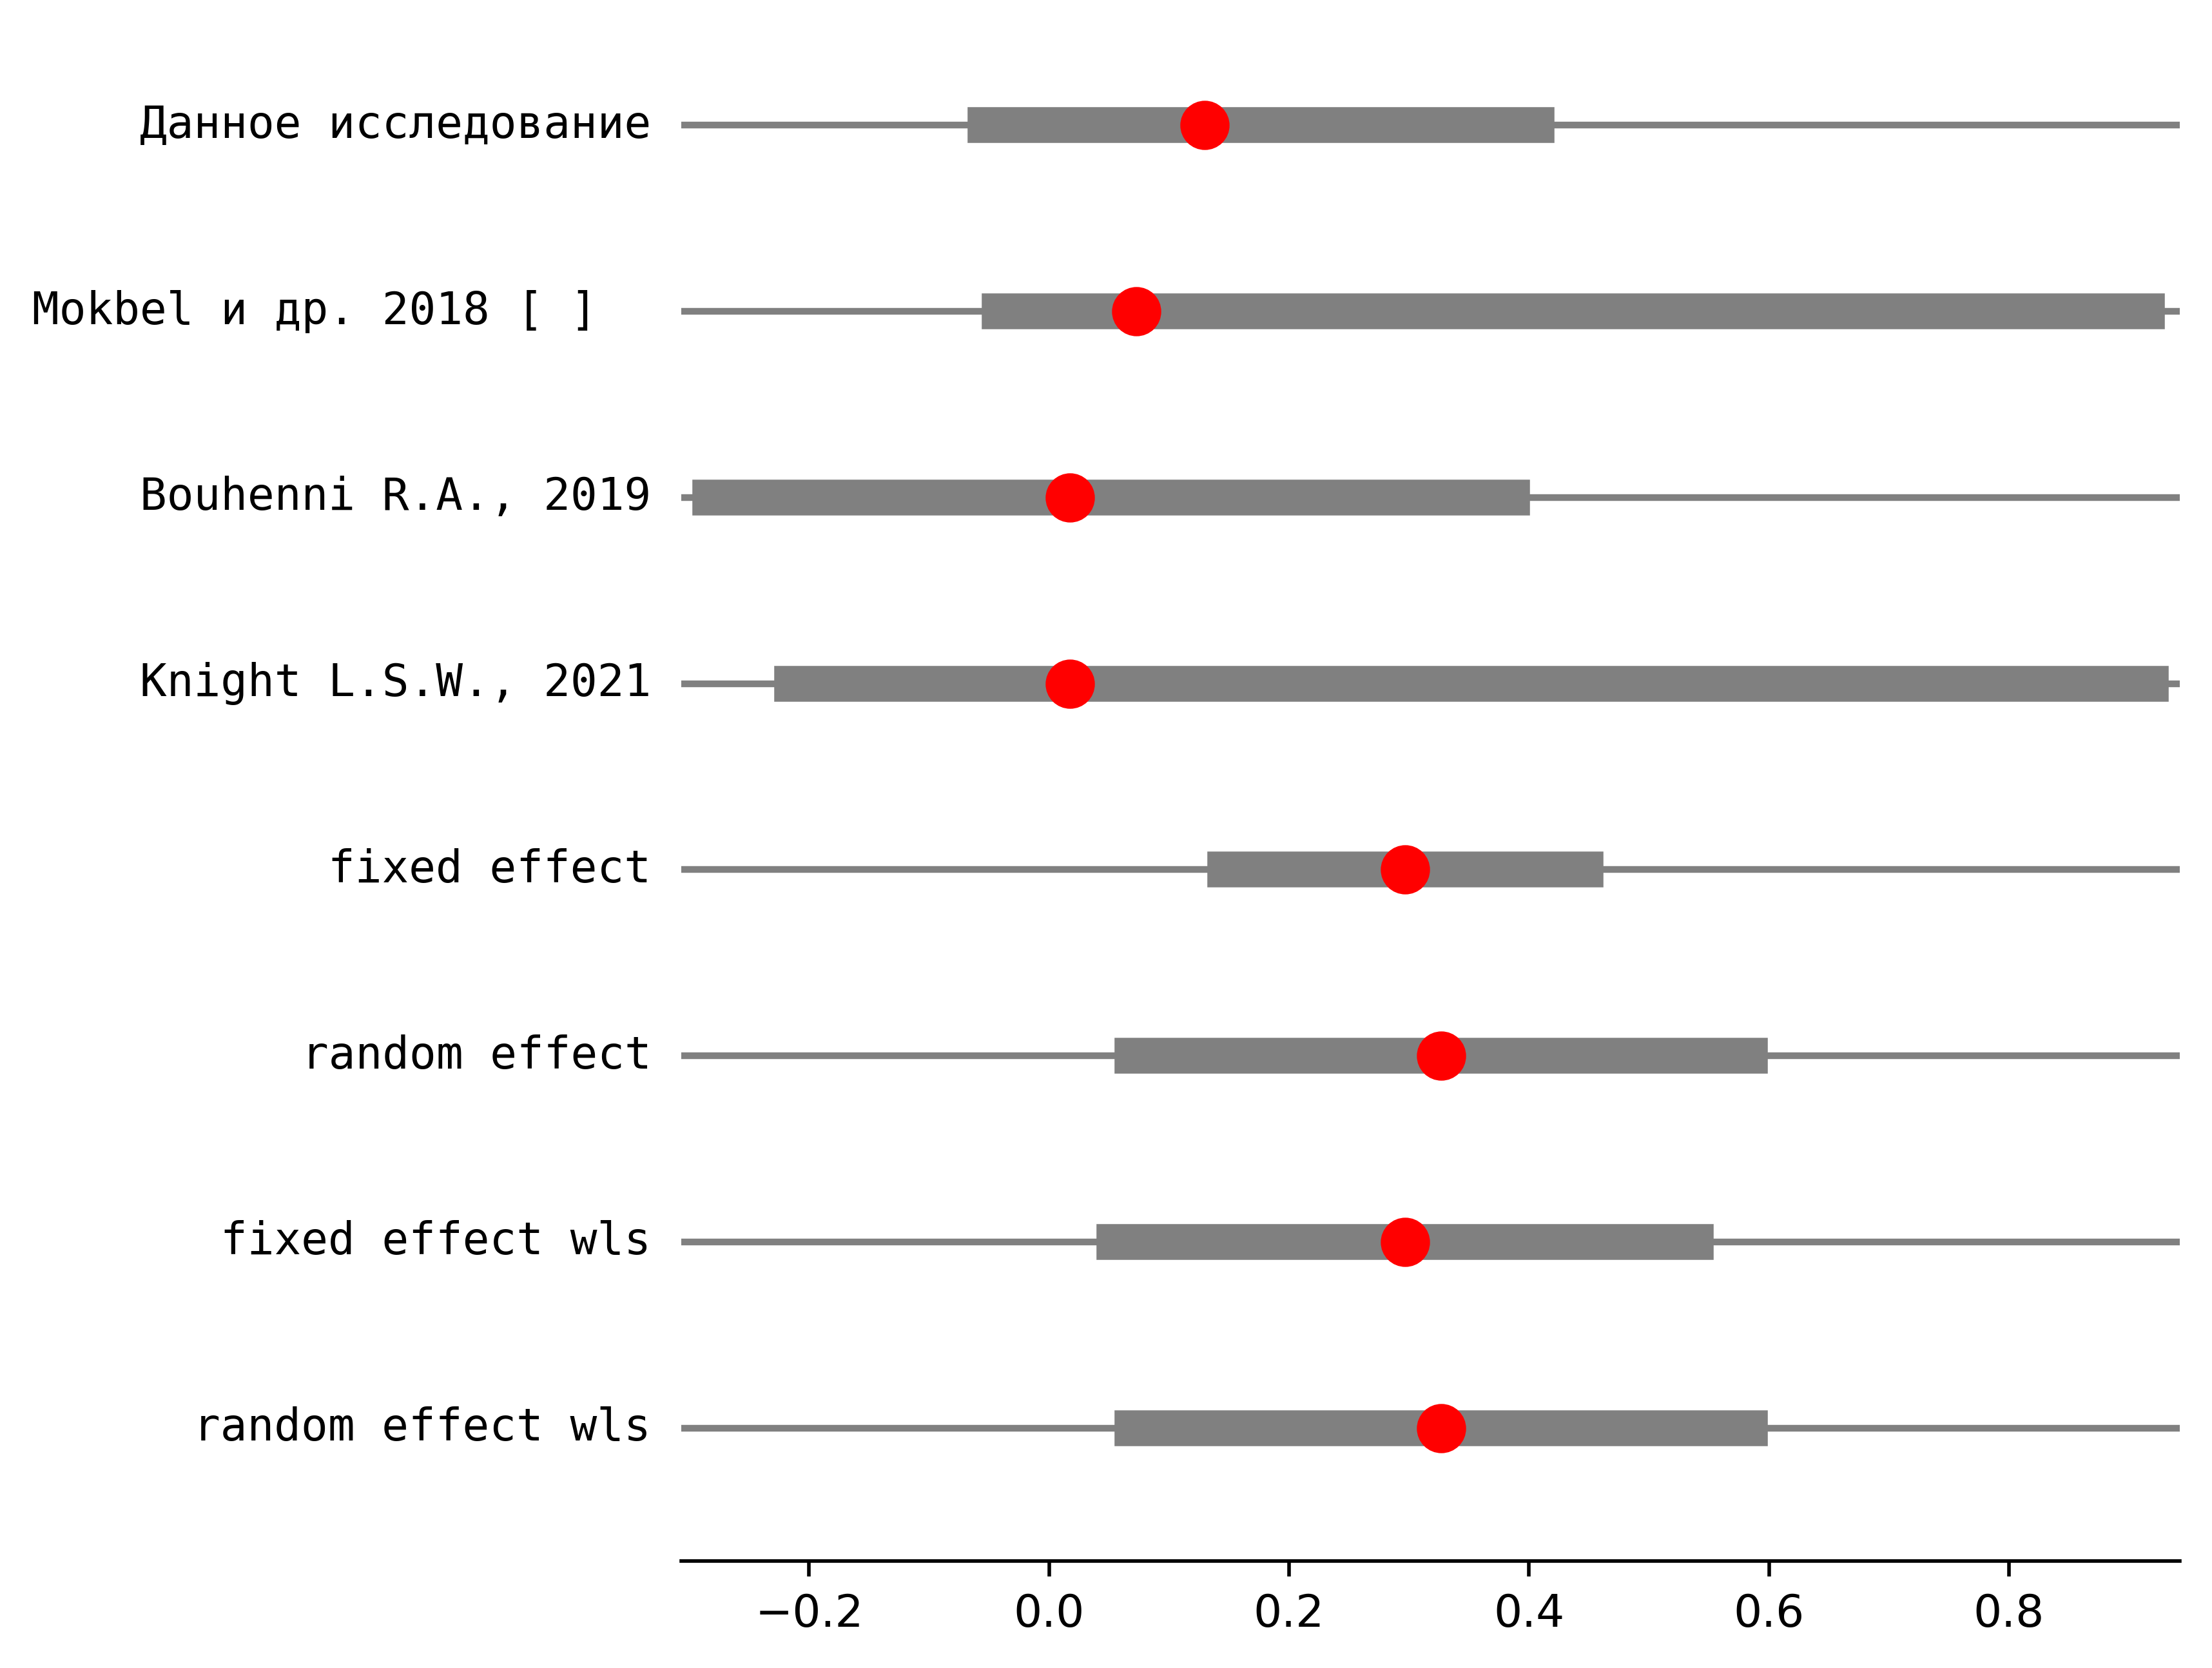 Данное исследование
Mokbel и др. 2018 [ ]
Bouhenni R.A., 2019
Knight L.S.W., 2021
fixed effect
random effect
fixed effect wls
random effect wls
−0.2 0.0 0.2 0.4 0.6 0.8